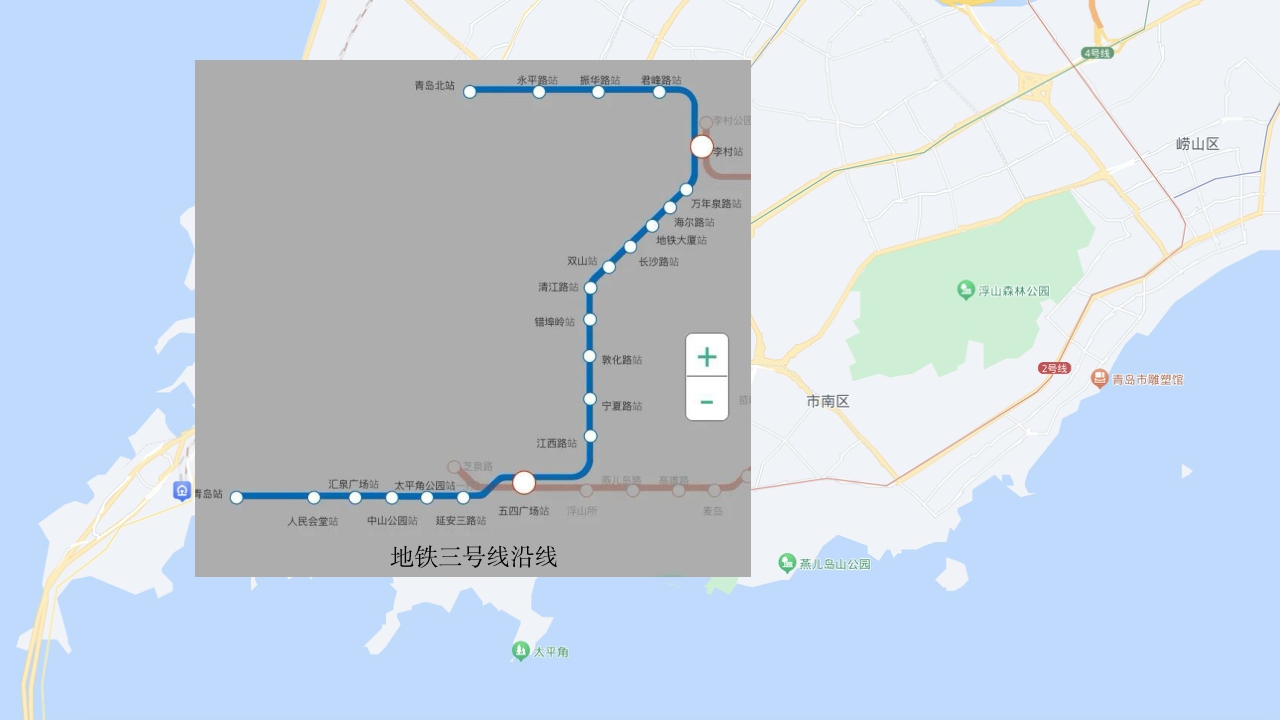 4号线
青岛北站
永平路站
振华路站
君峰路站
李村公园
李村站
崂山区
万年泉路站
海尔路站
地铁大厦站
双山站
长沙路站
清江路站
浮山森林公园
错埠岭站
敦化路站
2号线
青岛市雕塑馆
宁夏路站
市南区
江西路站
芝泉路
燕儿岛路
高雄路
青岛站
汇泉广场站
太平角公园站
人民会堂站
中山公园站
延安三路站
五四广场站
浮山所
麦岛
地铁三号线沿线
燕儿岛山公园
太平角